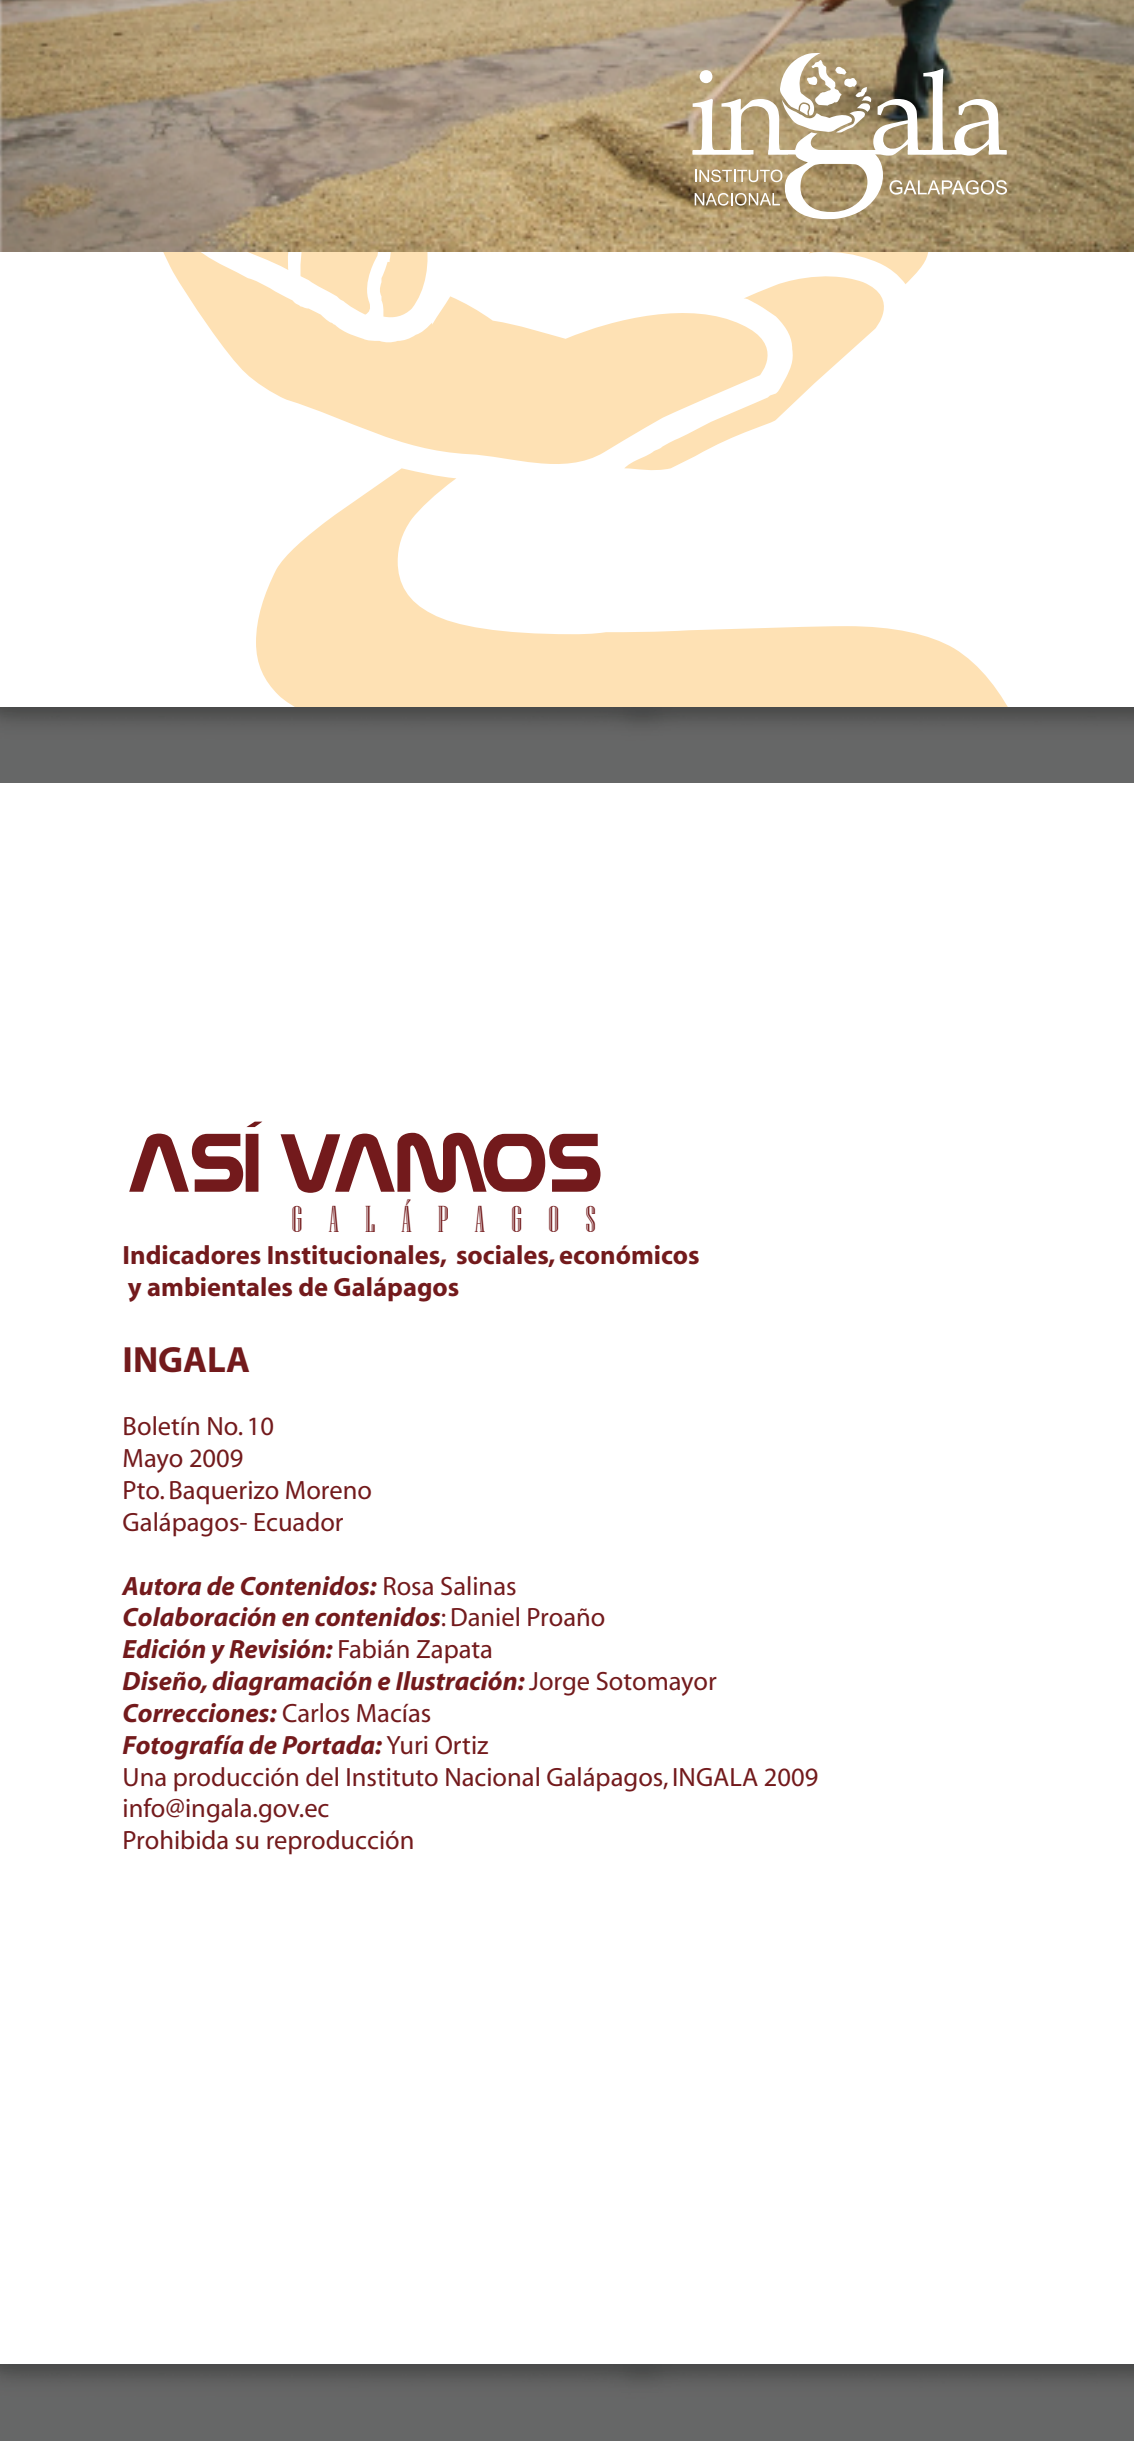 ingala
INSTITUTO
NACIONAL
GALAPAGOS
ASÍ VAMOS
GALÁPAGOS
Indicadores Institucionales, sociales, económicos
y ambientales de Galápagos
INGALA
Boletín No. 10
Mayo 2009
Pto. Baquerizo Moreno
Galápagos- Ecuador
Autora de Contenidos: Rosa Salinas
Colaboración en contenidos: Daniel Proaño
Edición y Revisión: Fabián Zapata
Diseño, diagramación e Ilustración: Jorge Sotomayor
Correcciones: Carlos Macías
Fotografía de Portada: Yuri Ortiz
Una producción del Instituto Nacional Galápagos, INGALA 2009
info@ingala.gov.ec
Prohibida su reproducción